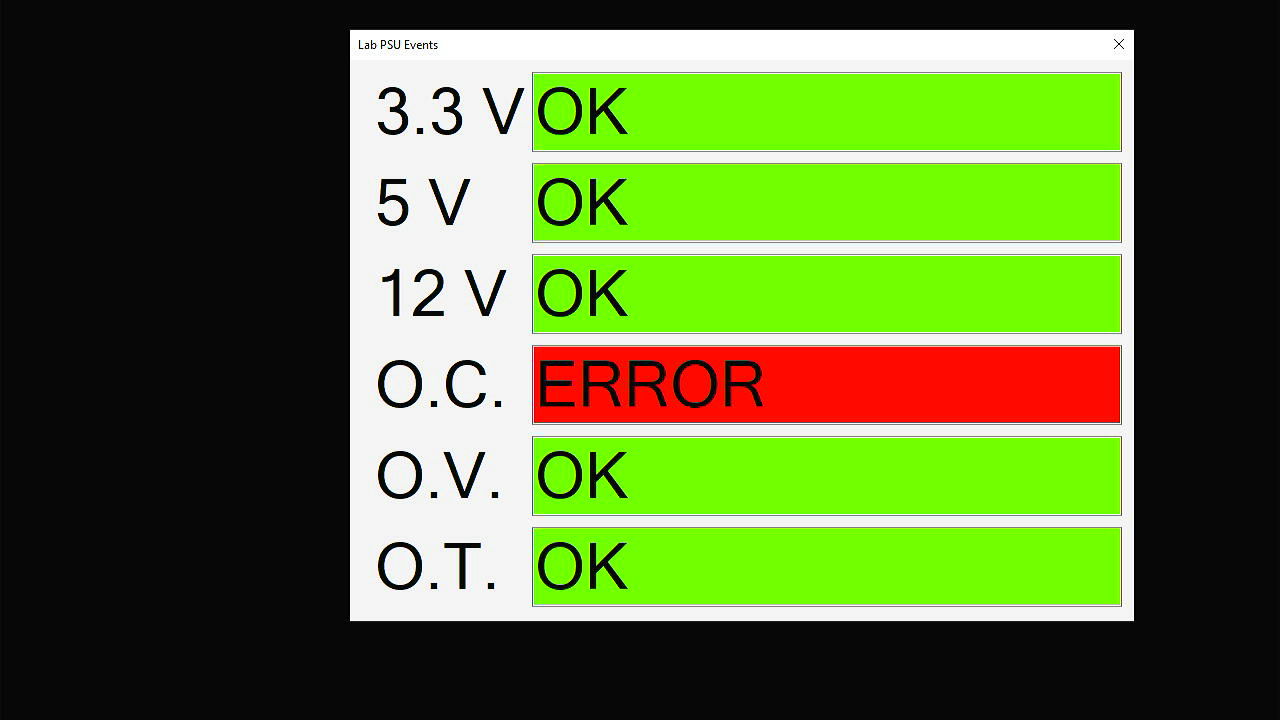 Lab PSU Events
3.3 V OK
5 V OK
12 V OK
O.C. ERROR
O.V. OK
O.T. OK